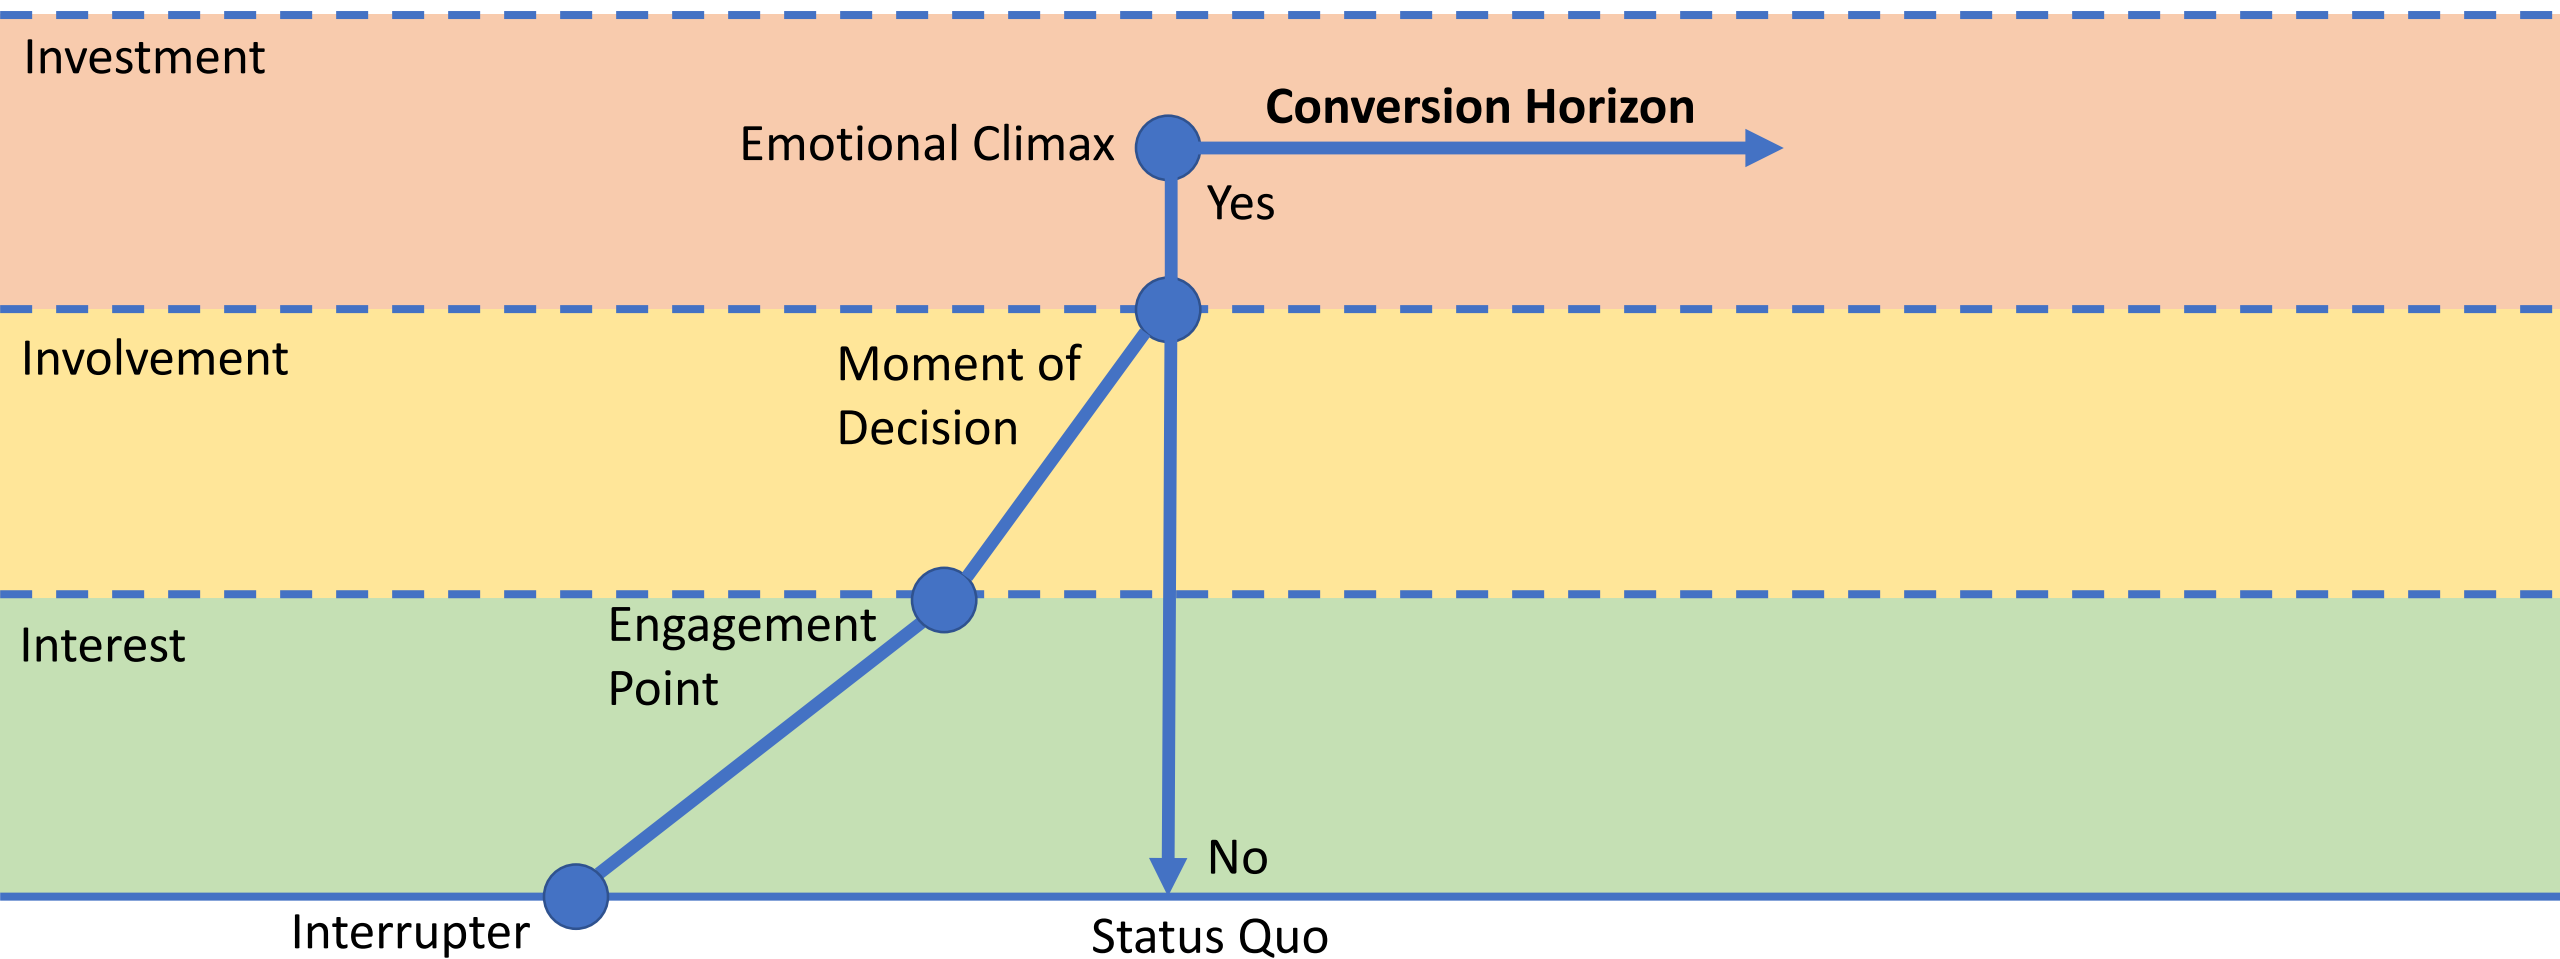 Investment
Conversion Horizon
Emotional Climax
Yes
Involvement
Moment of
Decision
Engagement
Point
Interest
No
Interrupter
Status Quo